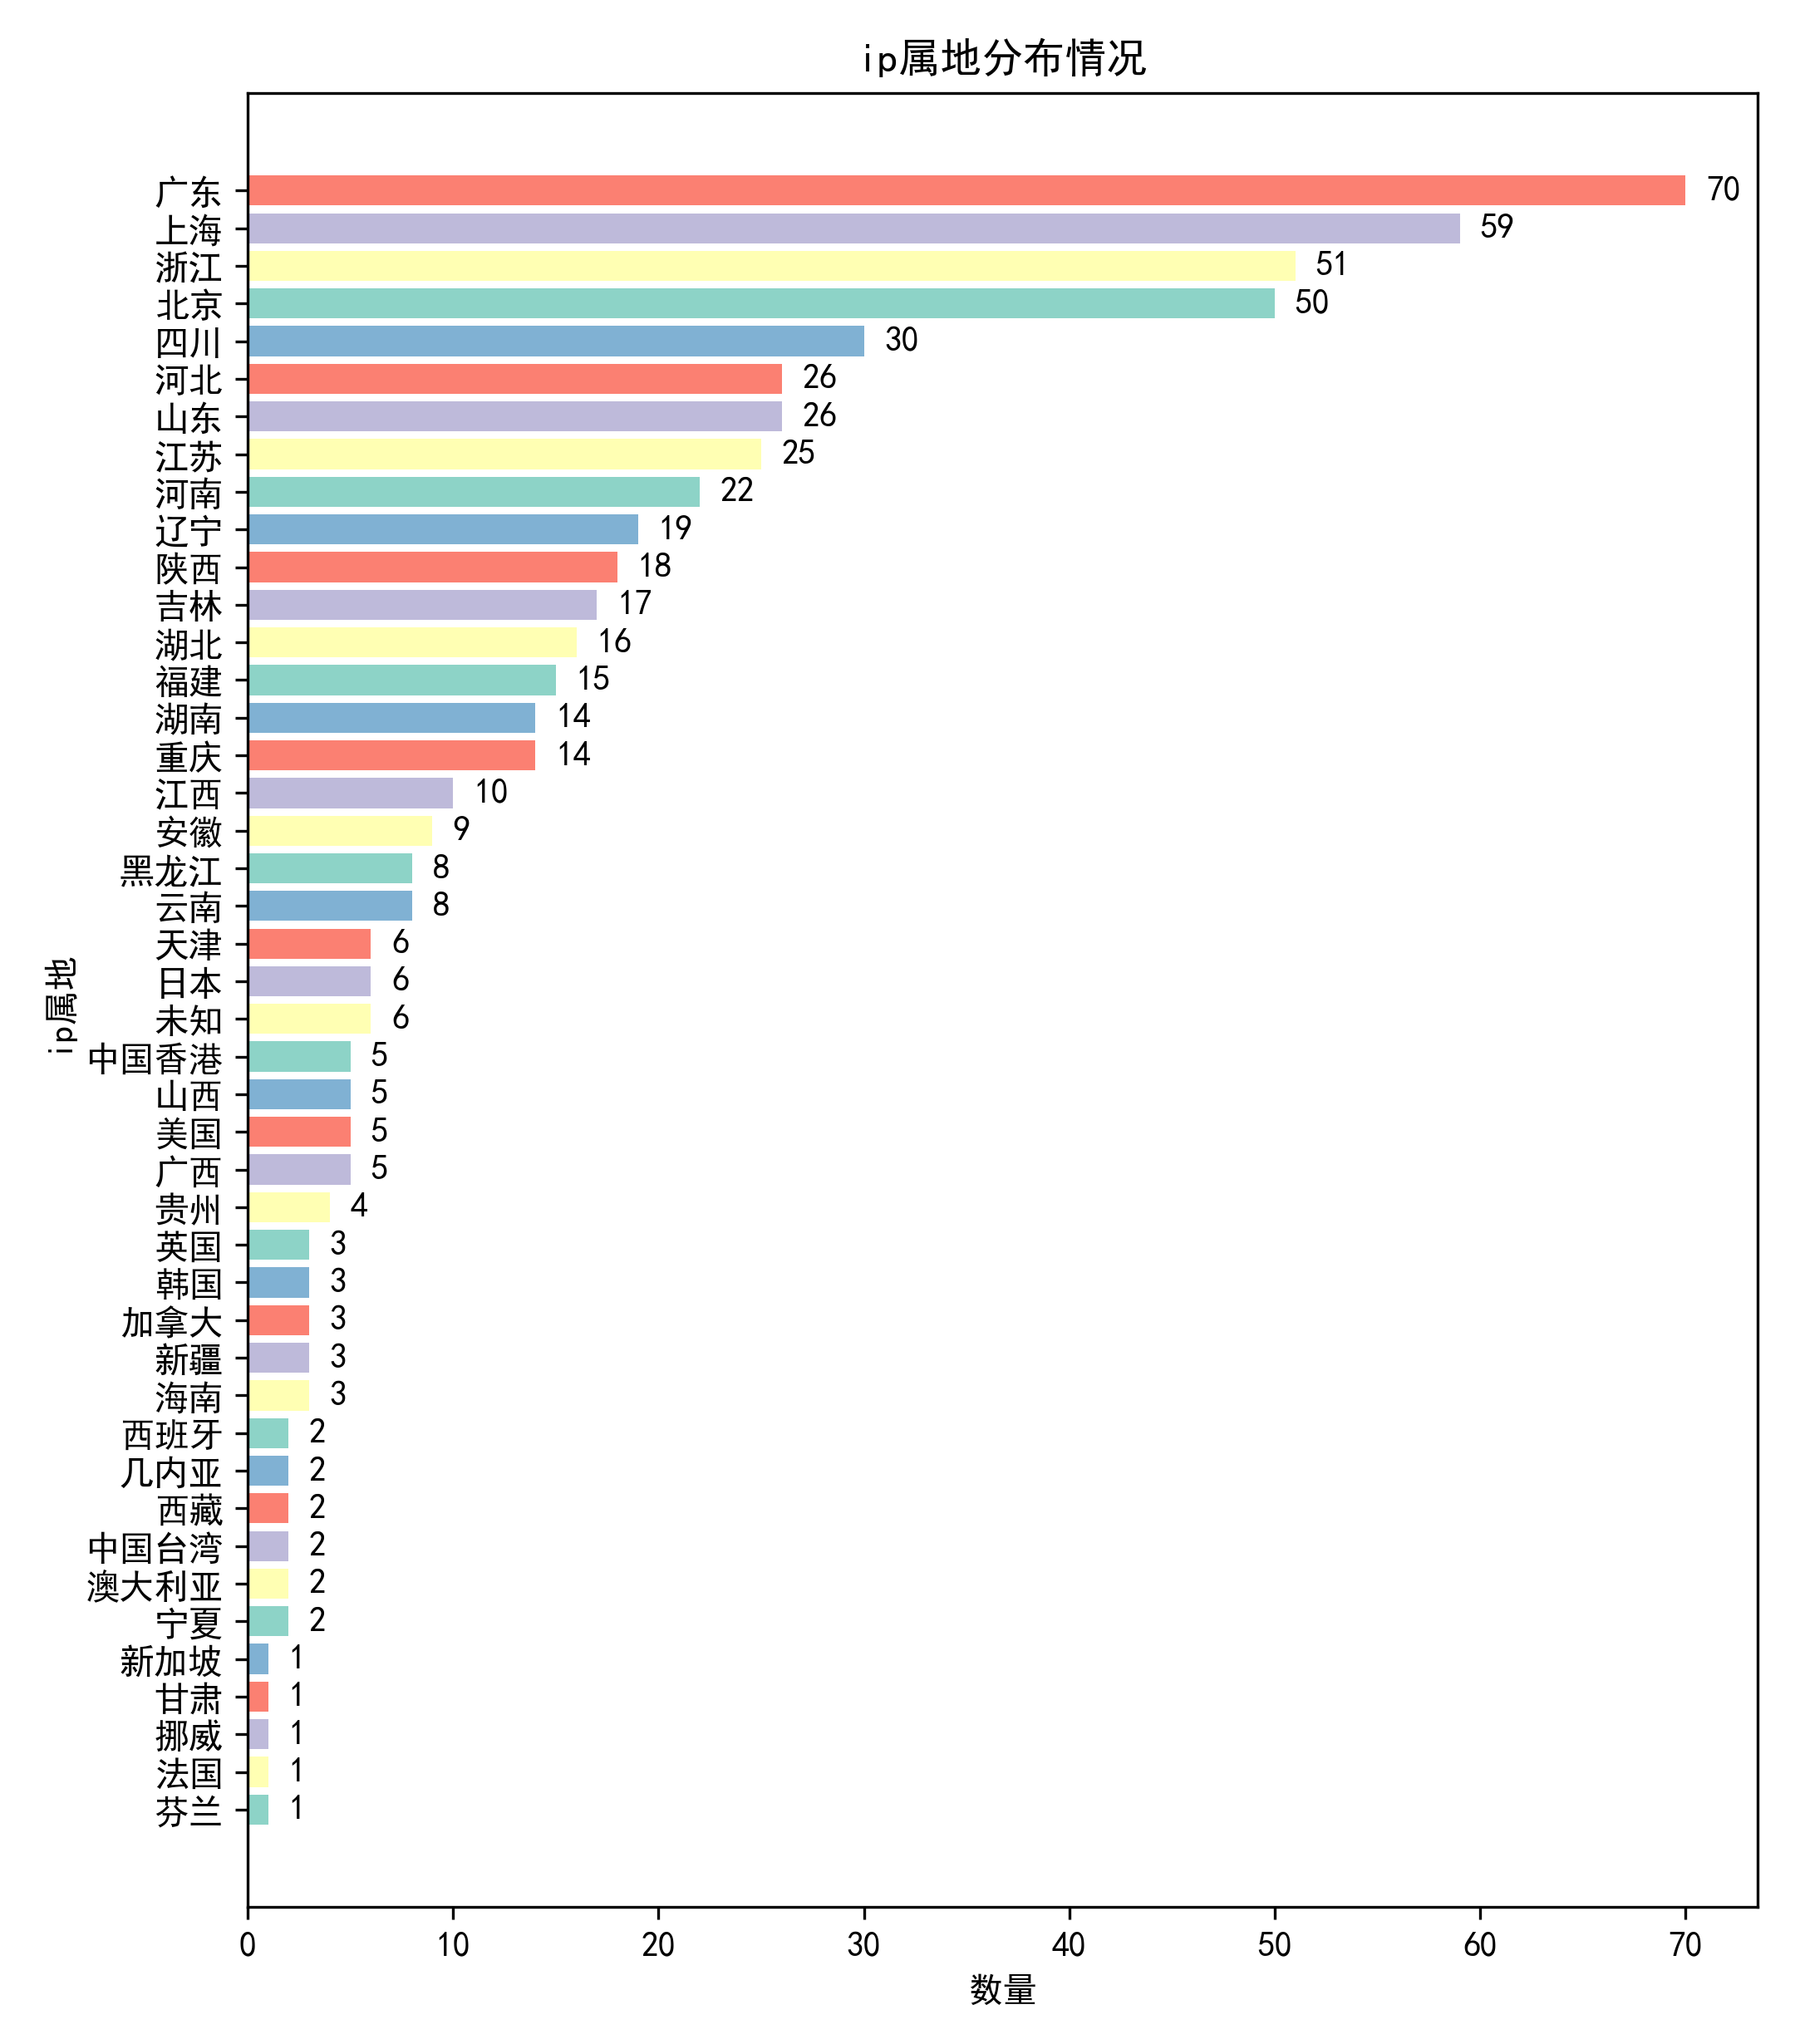 ip属地分布情况
广东 70
上海 59
浙江 51
北京 50
四川 30
河北 26
山东 26
江苏 25
河南 22
辽宁 19
陕西 18
吉林 17
湖北 16
福建 15
湖南 14
重庆 14
江西 10
安徽 9
黑龙江 8
云南 8
天津 6
日本 6
未知 6
中国香港 5
山西 5
美国 5
广西 5
贵州 4
英国 3
韩国 3
加拿大 3
新疆 3
海南 3
西班牙 2
几内亚 2
西藏 2
中国台湾 2
澳大利亚 2
宁夏 2
新加坡 1
甘肃 1
挪威 1
法国 1
芬兰 1
ip属地
0 10 20 30 40 50 60 70
数量